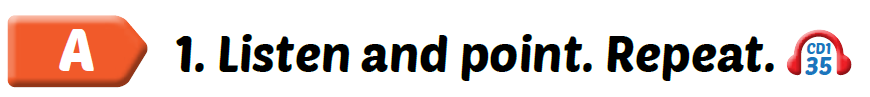 A 1. Listen and point. Repeat. CD1
35